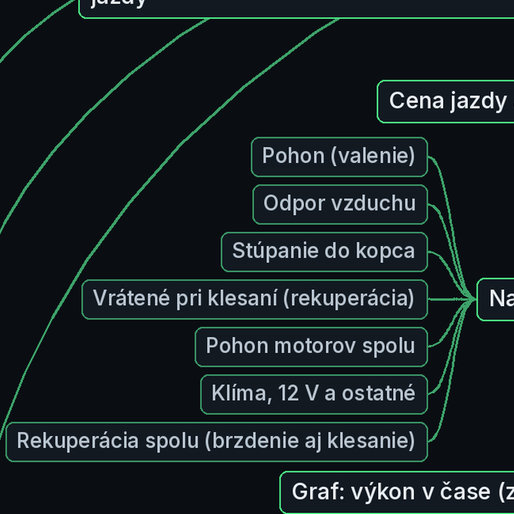 jazdy
Cena jazdy
Pohon (valenie)
Odpor vzduchu
Stúpanie do kopca
Vrátené pri klesaní (rekuperácia)
Na
Pohon motorov spolu
Klíma, 12 V a ostatné
Rekuperácia spolu (brzdenie aj klesanie)
Graf: výkon v čase (z